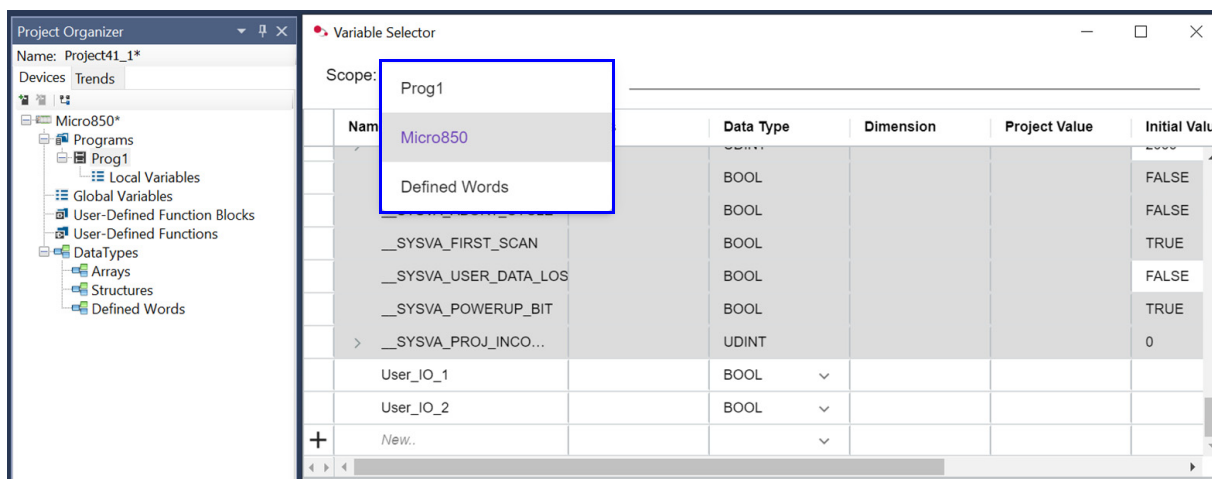 Project Organizer
Name: Project41_1*
Devices Trends
Micro850*
Programs
Prog1
Local Variables
Global Variables
User-Defined Function Blocks
User-Defined Functions
DataTypes
Arrays
Structures
Defined Words
Variable Selector
Scope:
Prog1
Micro850
Defined Words
Nam Data Type Dimension Project Value Initial Valu
BOOL FALSE
BOOL FALSE
__SYSVA_FIRST_SCAN BOOL TRUE
__SYSVA_USER_DATA_LOS BOOL FALSE
__SYSVA_POWERUP_BIT BOOL TRUE
__SYSVA_PROJ_INCO... UDINT 0
User_IO_1 BOOL
User_IO_2 BOOL
New..